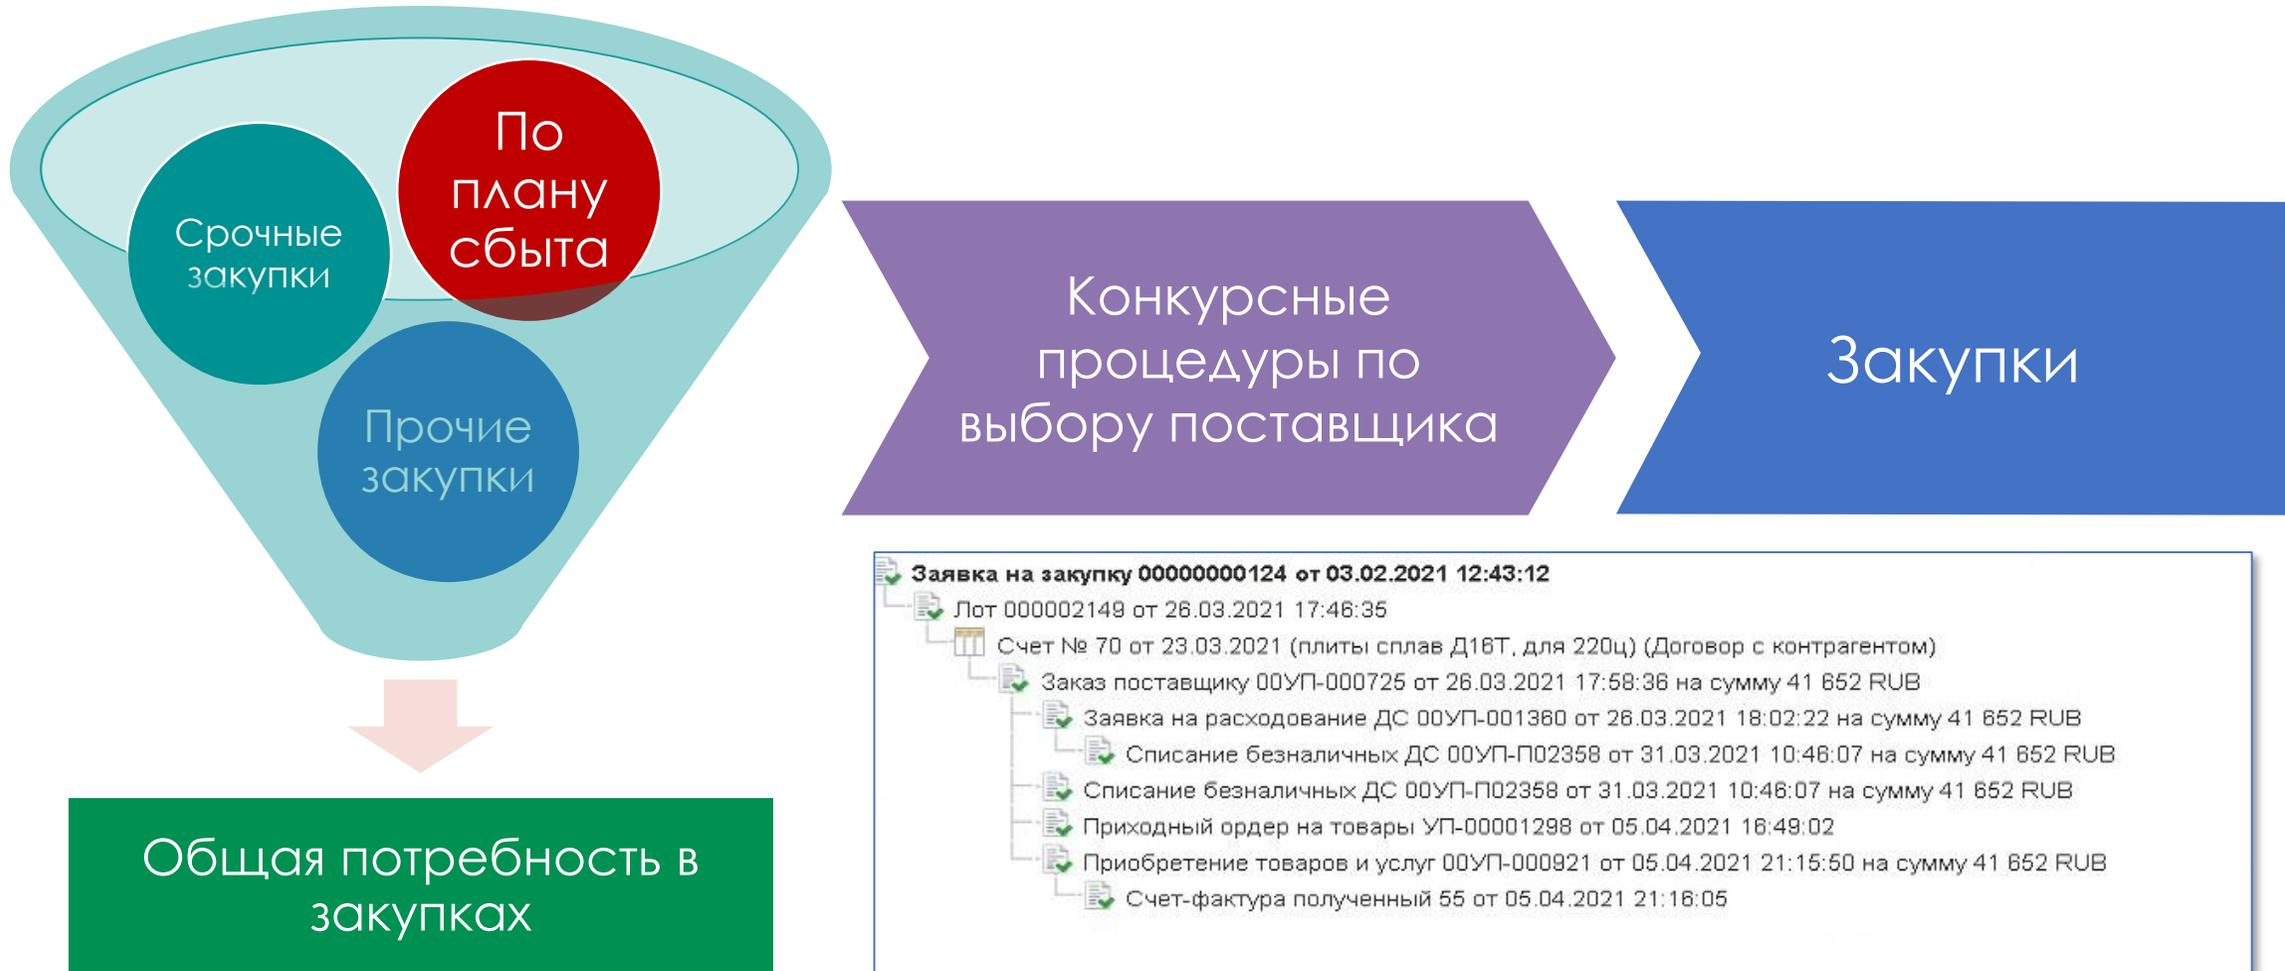 По
плану
сбыта
Срочные
закупки
Прочие
закупки
Общая потребность в
закупках
Конкурсные
процедуры по
выбору поставщика
Закупки
Заявка на закупку 00000000124 от 03.02.2021 12:43:12
Лот 000002149 от 26.03.2021 17:46:35
Счет № 70 от 23.03.2021 (плиты сплав Д16Т, для 220ц) (Договор с контрагентом)
Заказ поставщику 00УП-000725 от 26.03.2021 17:58:36 на сумму 41 652 RUB
Заявка на расходование ДС 00УП-001360 от 26.03.2021 18:02:22 на сумму 41 652 RUB
Списание безналичных ДС 00УП-П02358 от 31.03.2021 10:46:07 на сумму 41 652 RUB
Списание безналичных ДС 00УП-П02358 от 31.03.2021 10:46:07 на сумму 41 652 RUB
Приходный ордер на товары УП-00001298 от 05.04.2021 16:49:02
Приобретение товаров и услуг 00УП-000921 от 05.04.2021 21:15:50 на сумму 41 652 RUB
Счет-фактура полученный 55 от 05.04.2021 21:16:05